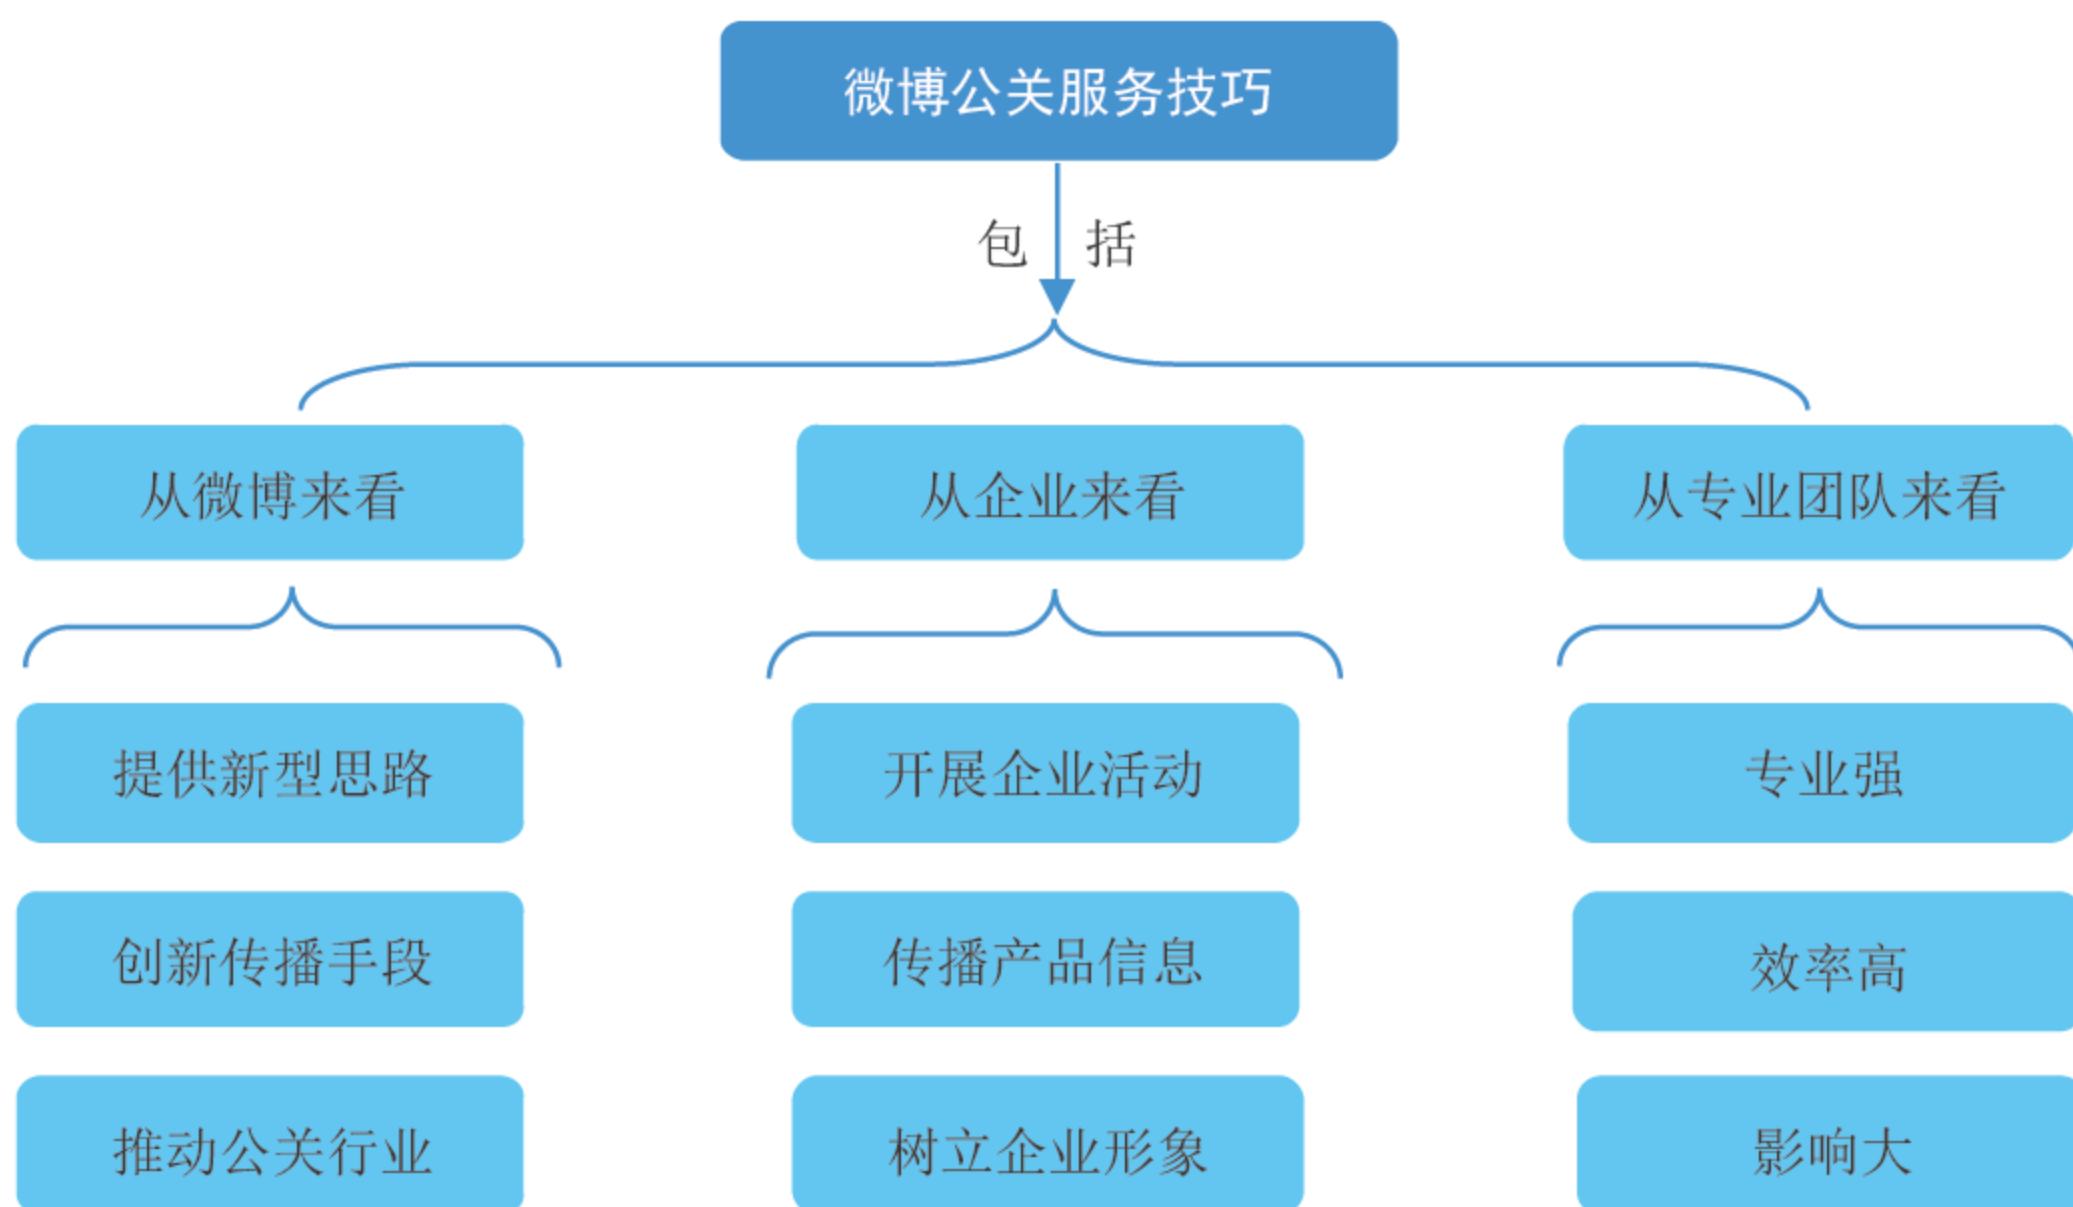 微博公关服务技巧
包 括
从微博来看
从企业来看
从专业团队来看
提供新型思路
开展企业活动
专业强
创新传播手段
传播产品信息
效率高
推动公关行业
树立企业形象
影响大